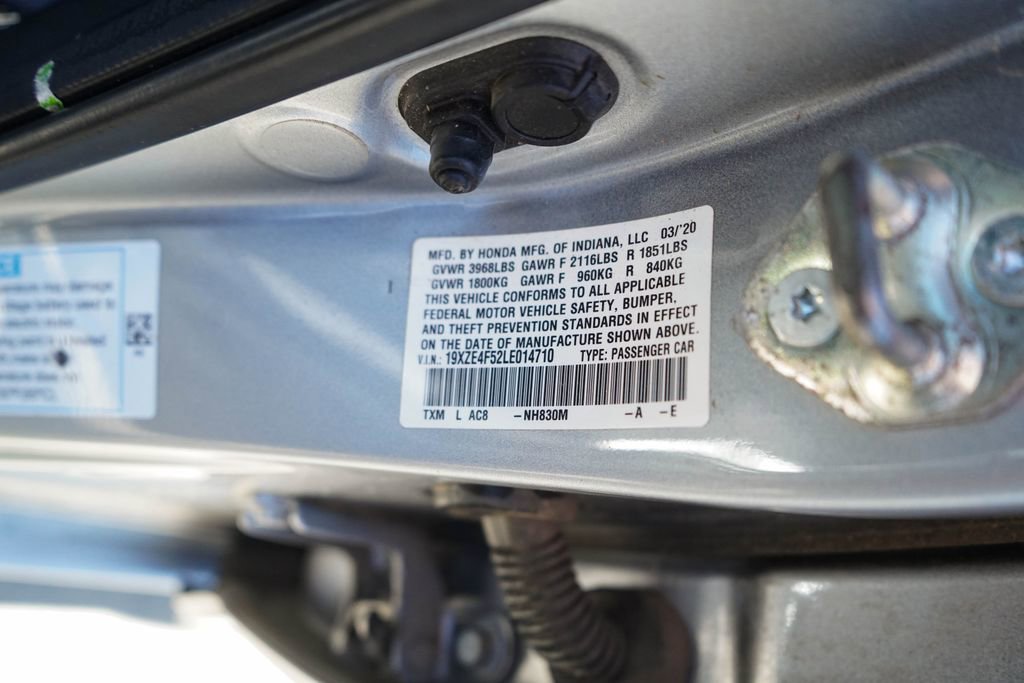 MFD. BY HONDA MFG. OF INDIANA, LLC 03/'20
GVWR 3968LBS GAWR F 2116LBS R 1851LBS
GVWR 1800KG GAWR F 960KG R 840KG
THIS VEHICLE CONFORMS TO ALL APPLICABLE
FEDERAL MOTOR VEHICLE SAFETY, BUMPER,
AND THEFT PREVENTION STANDARDS IN EFFECT
ON THE DATE OF MANUFACTURE SHOWN ABOVE.
V.I.N.: 19XZE4F52LE014710 TYPE: PASSENGER CAR
TXM L AC8 -NH830M -A -E